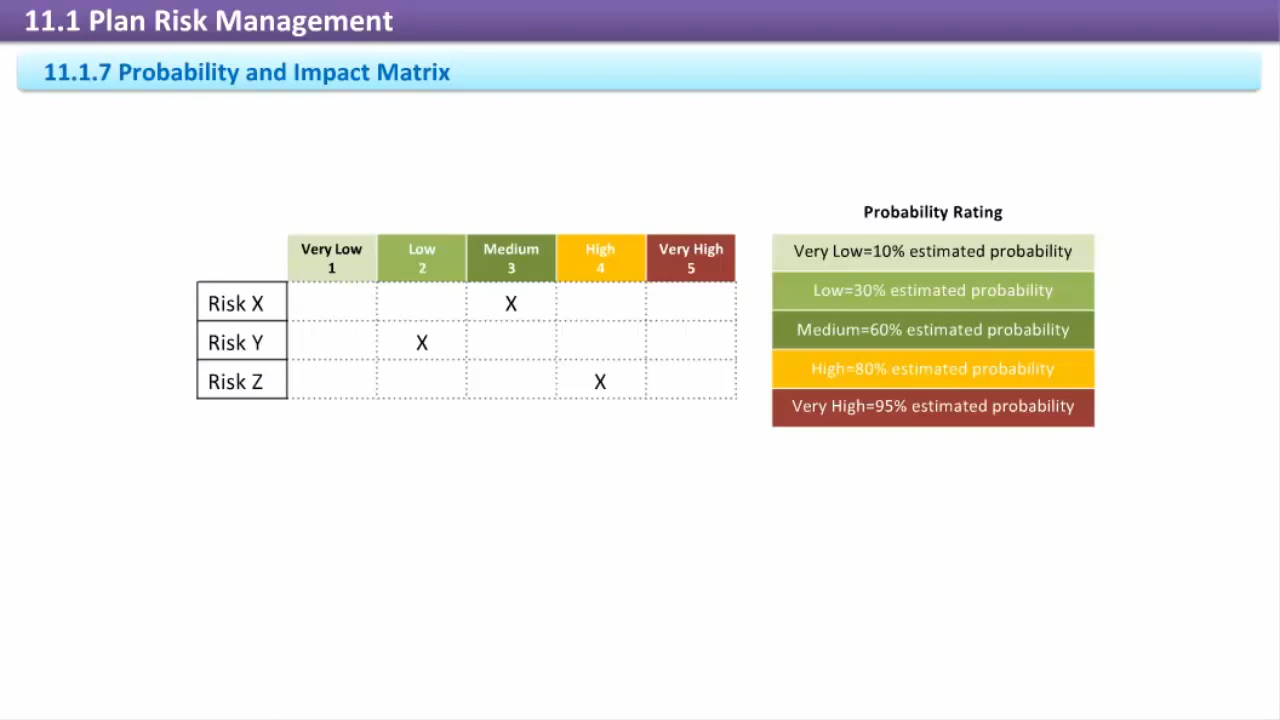 11.1 Plan Risk Management
11.1.7 Probability and Impact Matrix
Probability Rating
Very Low Low Medium High Very High
1 2 3 4 5
Risk X X
Risk Y X
Risk Z X
Very Low=10% estimated probability
Low=30% estimated probability
Medium=60% estimated probability
High=80% estimated probability
Very High=95% estimated probability